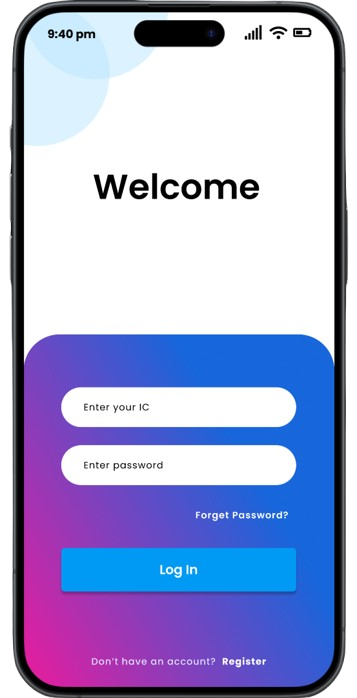 9:40 pm
Welcome
Enter your IC
Enter password
Forget Password?
Log In
Don't have an account? Register